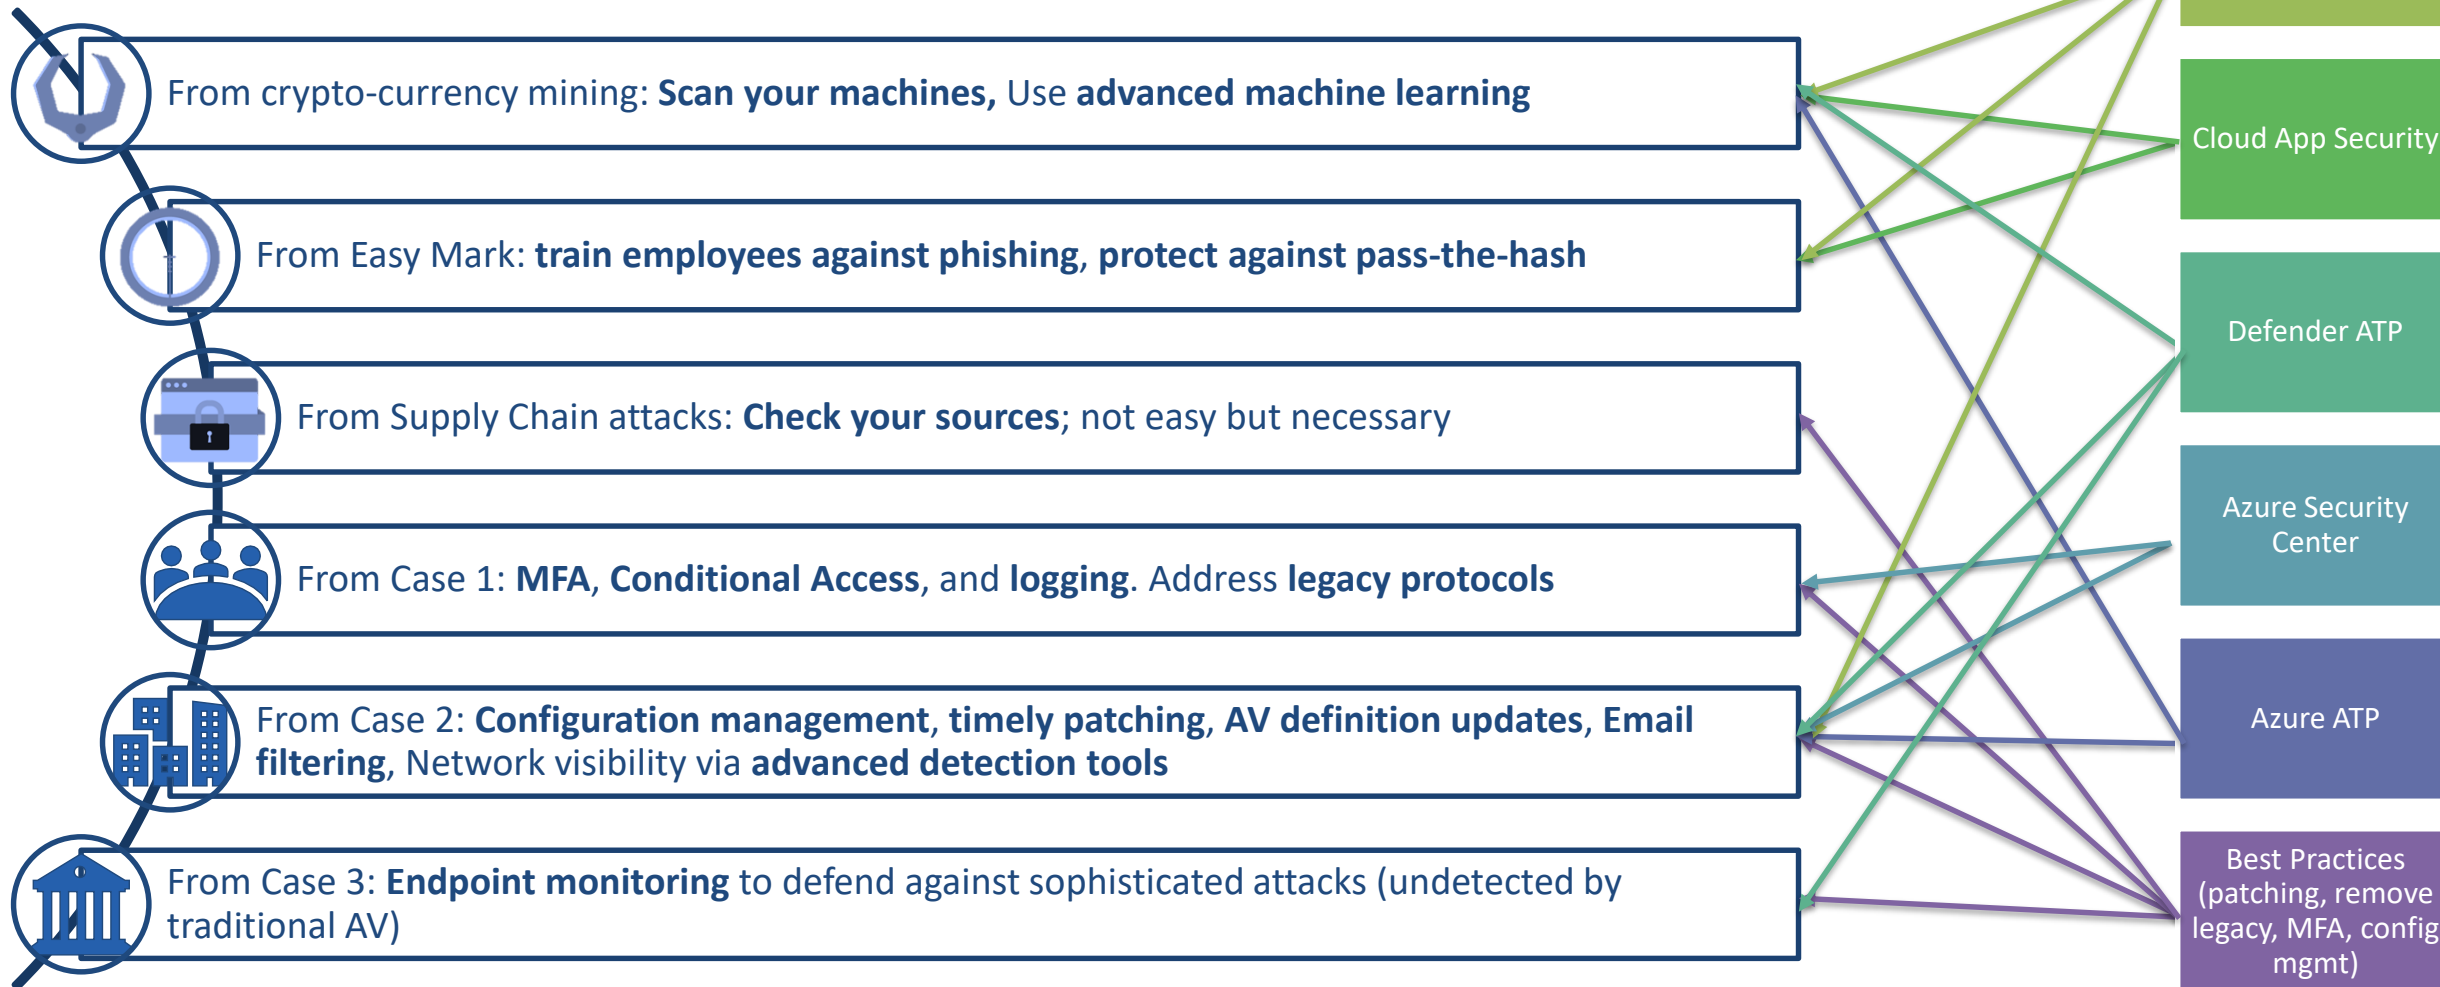 From crypto-currency mining: Scan your machines, Use advanced machine learning
From Easy Mark: train employees against phishing, protect against pass-the-hash
From Supply Chain attacks: Check your sources; not easy but necessary
From Case 1: MFA, Conditional Access, and logging. Address legacy protocols
From Case 2: Configuration management, timely patching, AV definition updates, Email
filtering, Network visibility via advanced detection tools
From Case 3: Endpoint monitoring to defend against sophisticated attacks (undetected by
traditional AV)
Cloud App Security
Defender ATP
Azure Security
Center
Azure ATP
Best Practices
(patching, remove
legacy, MFA, config
mgmt)